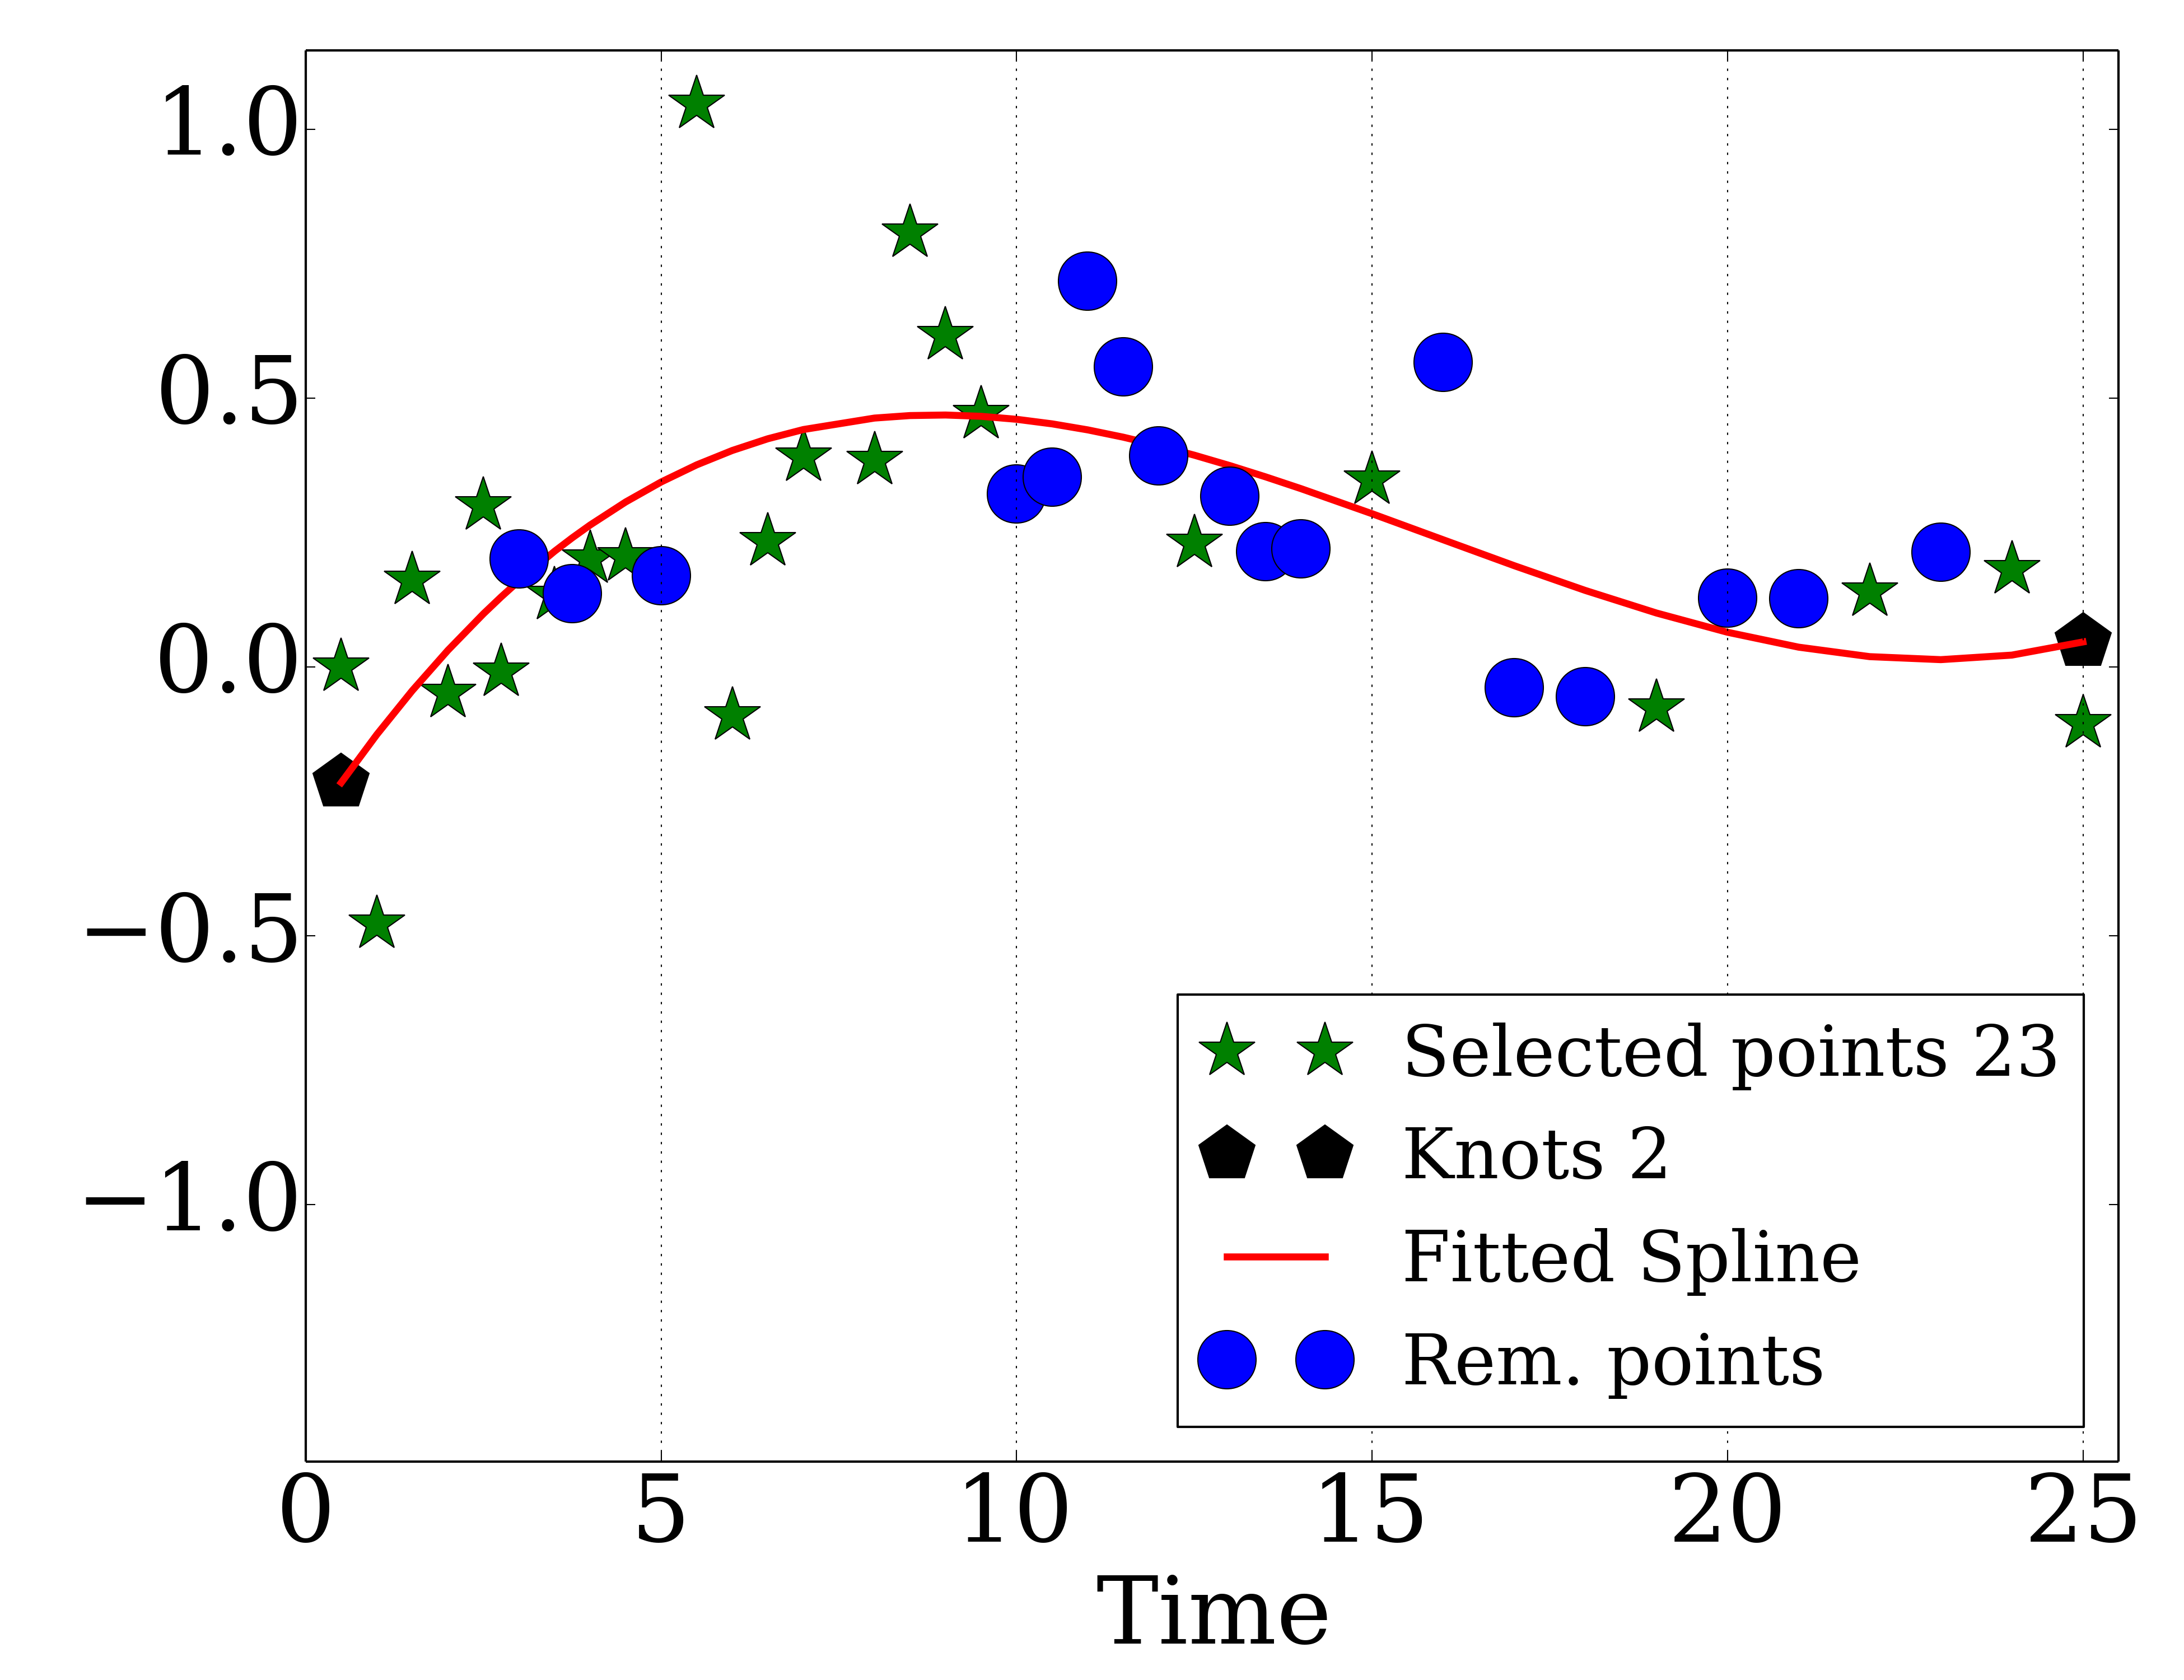 1.0
0.5
0.0
−0.5
−1.0
Selected points 23
Knots 2
Fitted Spline
Rem. points
0 5 10 15 20 25
Time